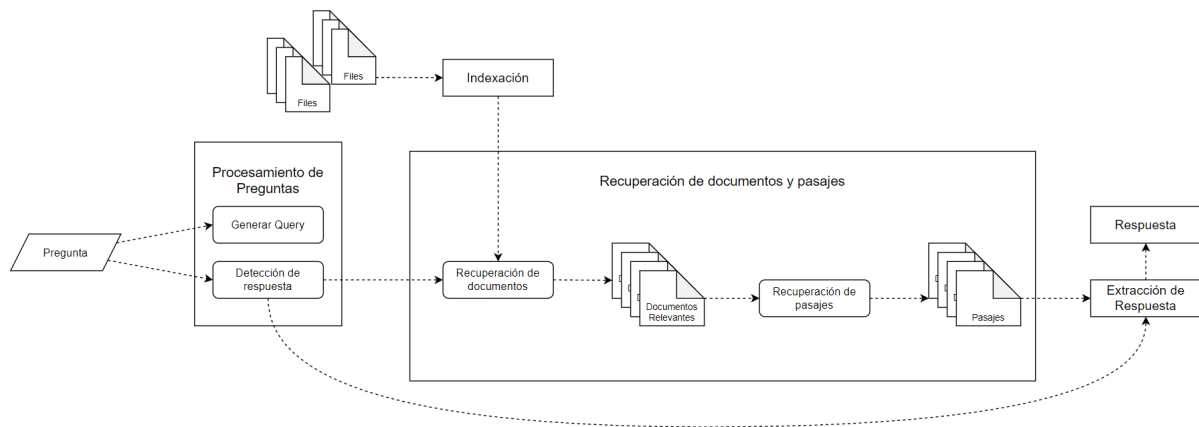 Files
Files
Indexación
Procesamiento de
Preguntas
Recuperación de documentos y pasajes
Generar Query
Pregunta
Detección de
respuesta
Recuperación de
documentos
Documentos
Relevantes
Recuperación de
pasajes
Pasajes
Respuesta
Extracción de
Respuesta